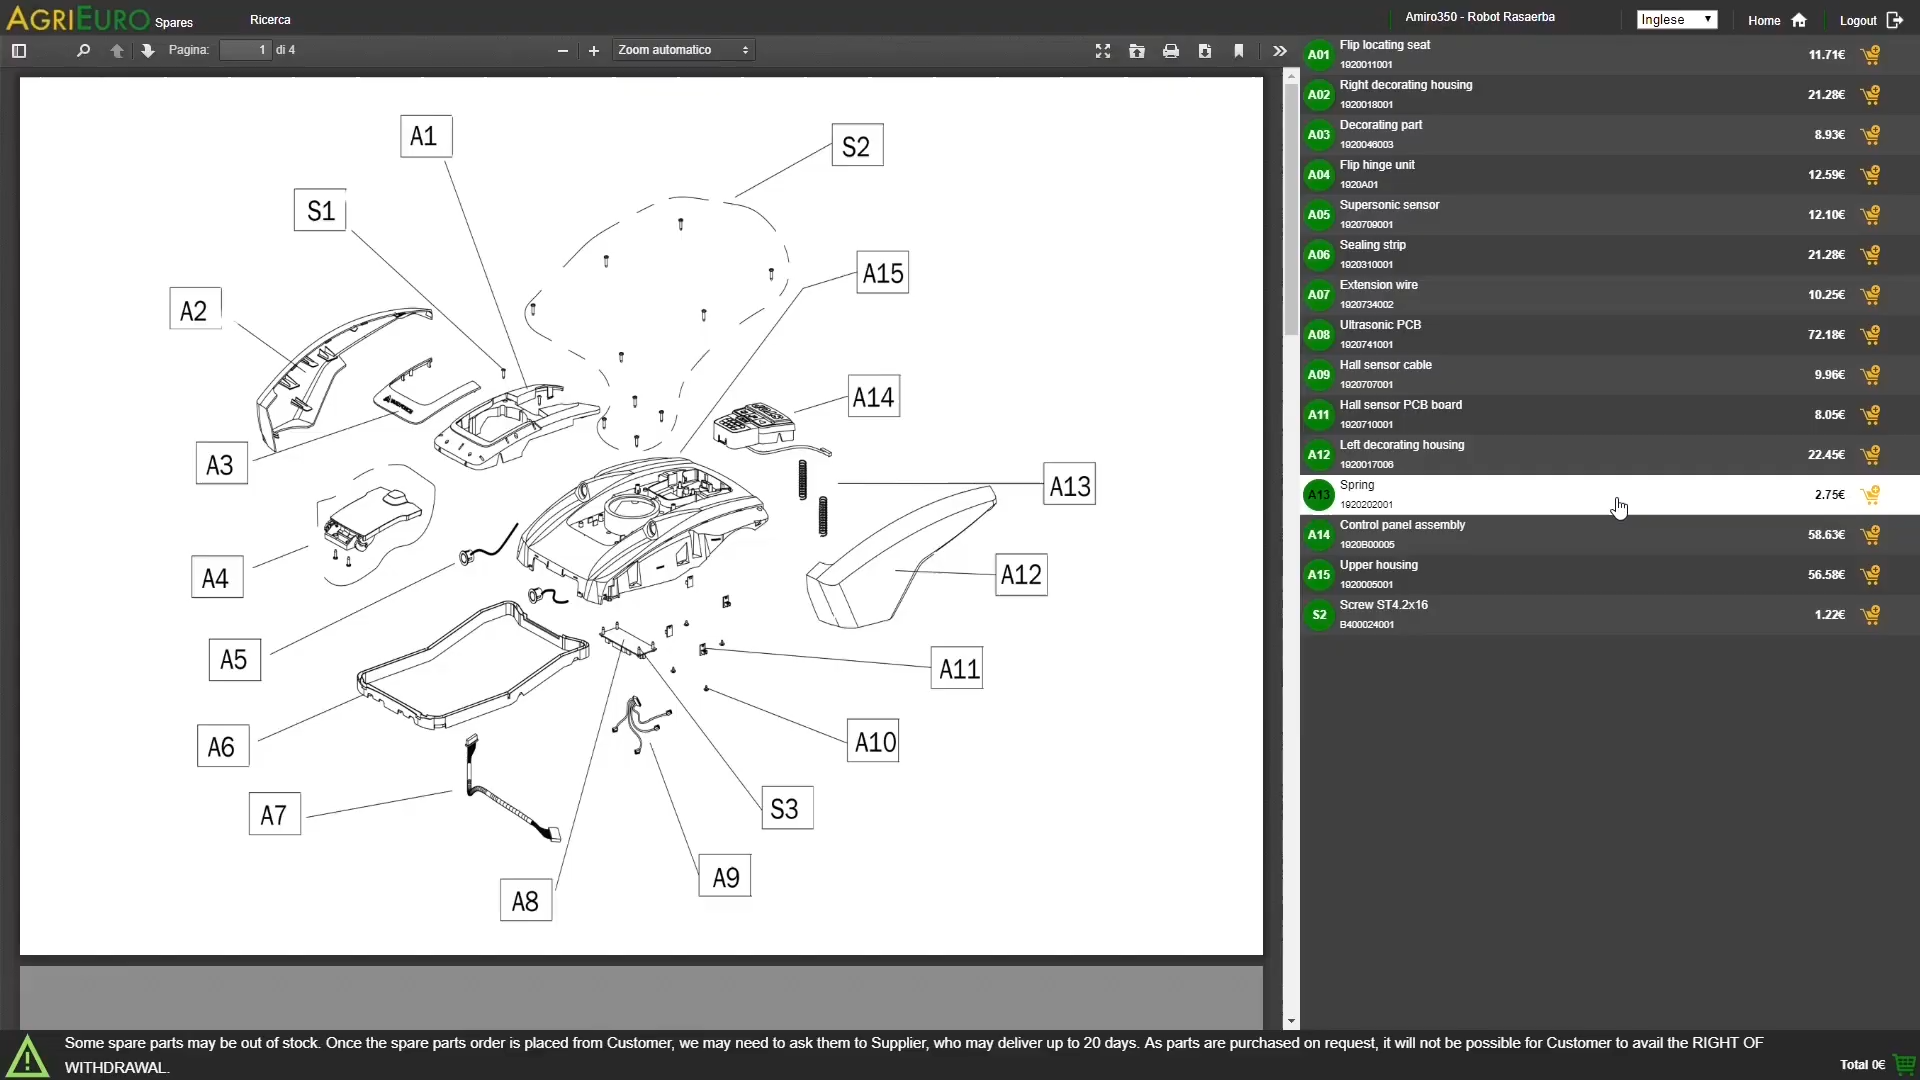 AGRIEURO Spares
Ricerca
Amiro350 - Robot Rasaerba
Inglese
Home
Logout
Pagina: 1 di 4
Zoom automatico
A1
S2
S1
A15
A2
A14
A3
A13
A4
A12
A5
A11
A6
A10
A7
S3
A9
A8
A01 Flip locating seat 11.71€
1920011001
A02 Right decorating housing 21.28€
1920018001
A03 Decorating part 8.93€
1920046003
A04 Flip hinge unit 12.59€
1920A01
A05 Supersonic sensor 12.10€
1920709001
A06 Sealing strip 21.28€
1920310001
A07 Extension wire 10.25€
1920734002
A08 Ultrasonic PCB 72.18€
1920741001
A09 Hall sensor cable 9.96€
1920707001
A11 Hall sensor PCB board 8.05€
1920710001
A12 Left decorating housing 22.45€
1920017006
A13 Spring 2.75€
1920202001
A14 Control panel assembly 58.63€
1920B00005
A15 Upper housing 56.58€
1920005001
S2 Screw ST4.2x16 1.22€
B400024001
Some spare parts may be out of stock. Once the spare parts order is placed from Customer, we may need to ask them to Supplier, who may deliver up to 20 days. As parts are purchased on request, it will not be possible for Customer to avail the RIGHT OF
WITHDRAWAL.
Total 0€